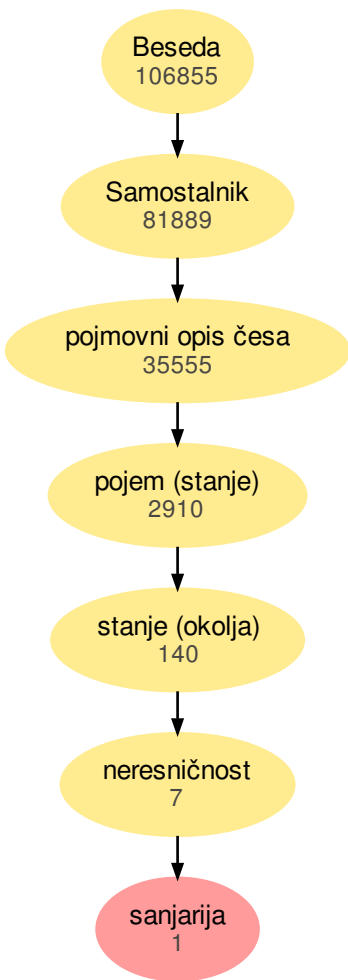 Beseda
106855
Samostalnik
81889
pojmovni opis česa
35555
pojem (stanje)
2910
stanje (okolja)
140
neresničnost
7
sanjarija
1